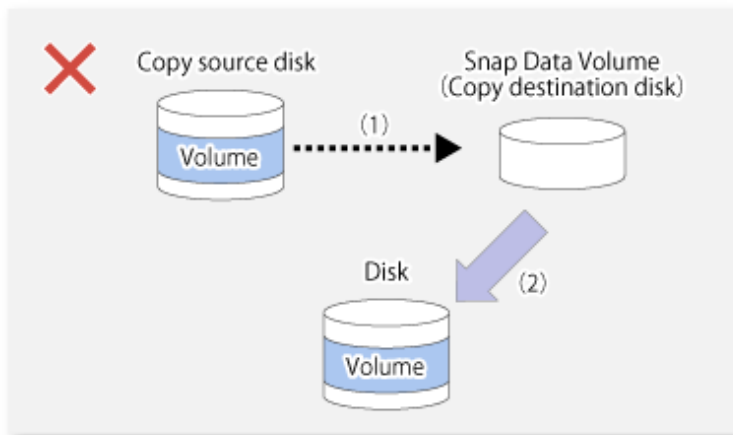 Copy source disk
Snap Data Volume
(Copy destination disk)
(1)
Volume
Disk
(2)
Volume